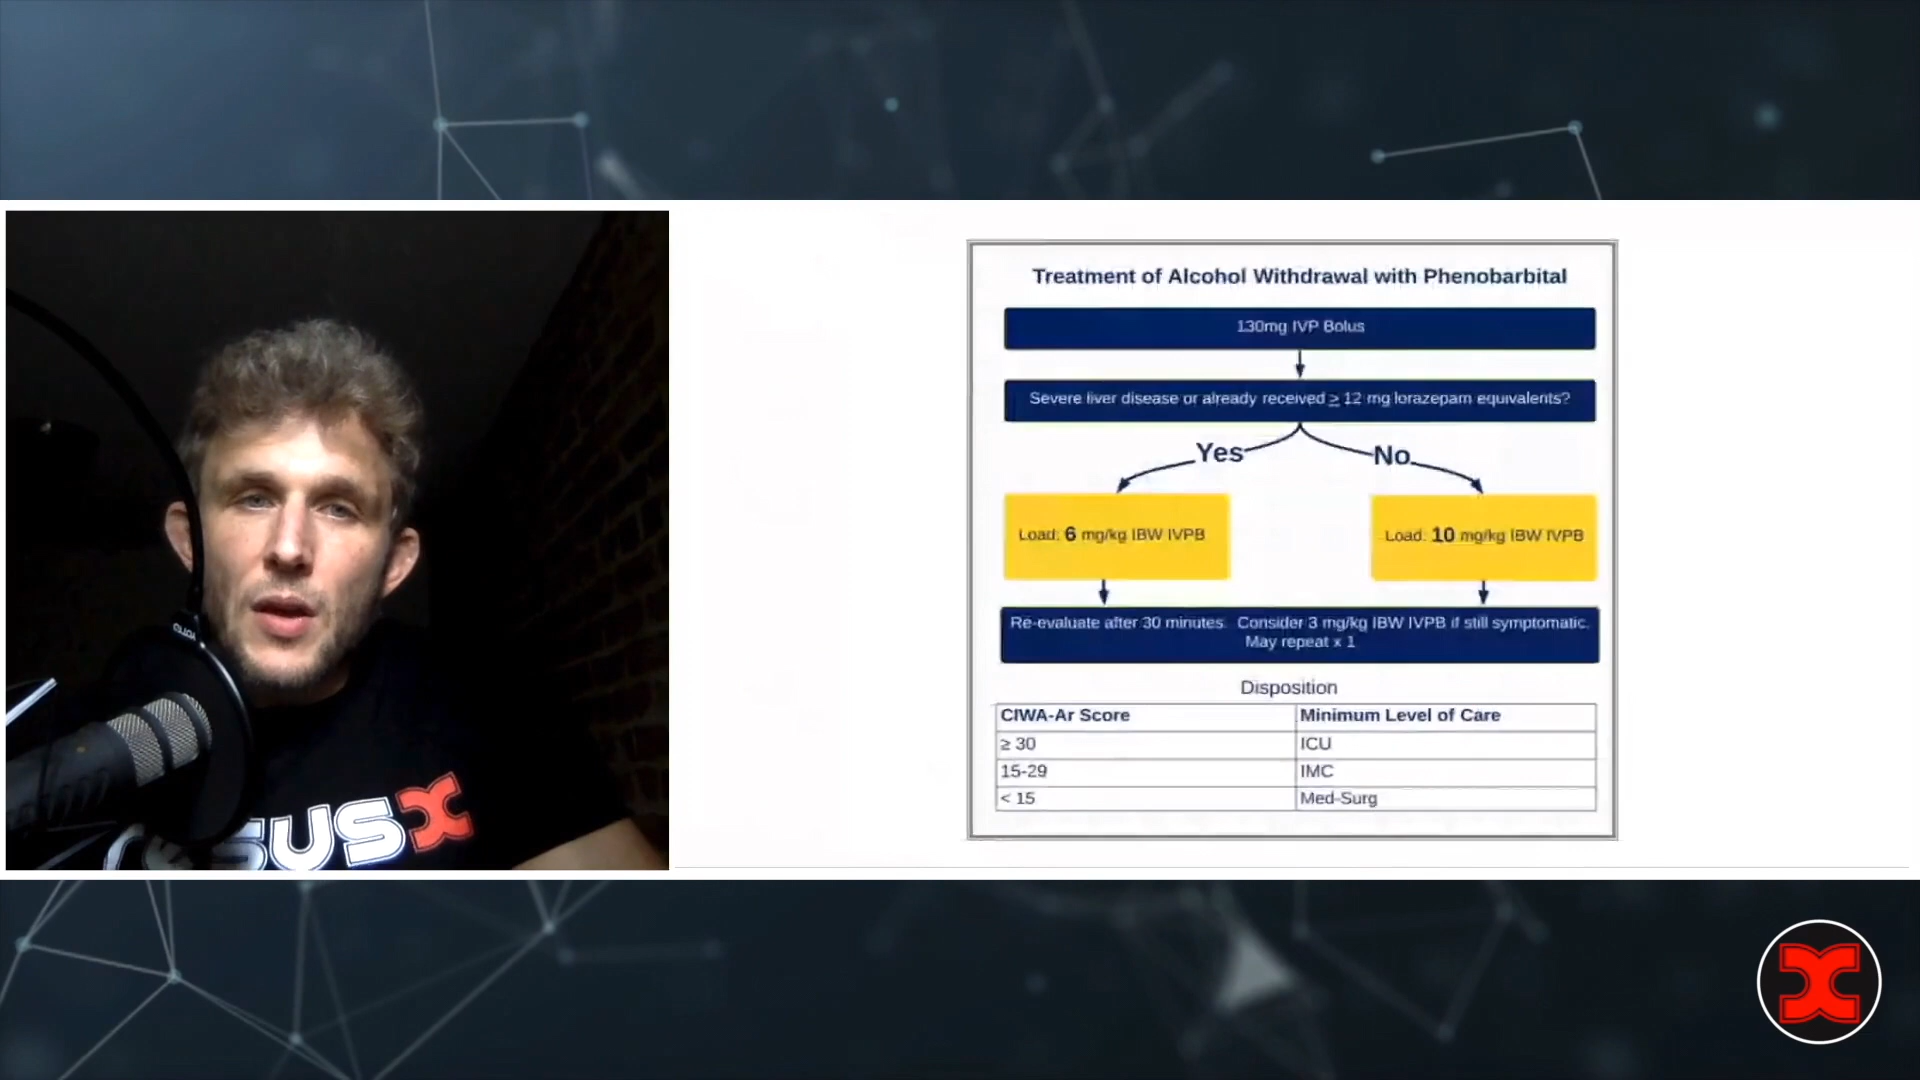 Treatment of Alcohol Withdrawal with Phenobarbital
130mg IVP Bolus
Severe liver disease or already received ≥ 12 mg lorazepam equivalents?
Yes
No
Load: 6 mg/kg IBW IVPB
Load: 10 mg/kg IBW IVPB
Re-evaluate after 30 minutes. Consider 3 mg/kg IBW IVPB if still symptomatic.
May repeat x 1
Disposition
CIWA-Ar Score Minimum Level of Care
≥ 30 ICU
15-29 IMC
< 15 Med-Surg
SUSX